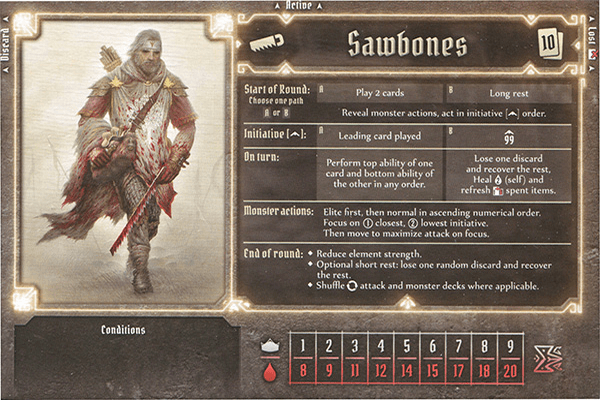 Active
Discard
Lost
Sawbones
10
Start of Round:
Choose one path
A or B
A Play 2 cards
B Long rest
Reveal monster actions, act in initiative [ ] order.
Initiative [ ]:
A Leading card played
B 99
On turn:
Perform top ability of one
card and bottom ability of
the other in any order.
Lose one discard
and recover the rest,
Heal 2 (self) and
refresh spent items.
Monster actions: Elite first, then normal in ascending numerical order.
Focus on 1 closest, 2 lowest initiative.
Then move to maximize attack on focus.
End of round: Reduce element strength.
Optional short rest: lose one random discard and recover
the rest.
Shuffle attack and monster decks where applicable.
Conditions
1 2 3 4 5 6 7 8 9
8 9 11 12 14 15 17 18 20